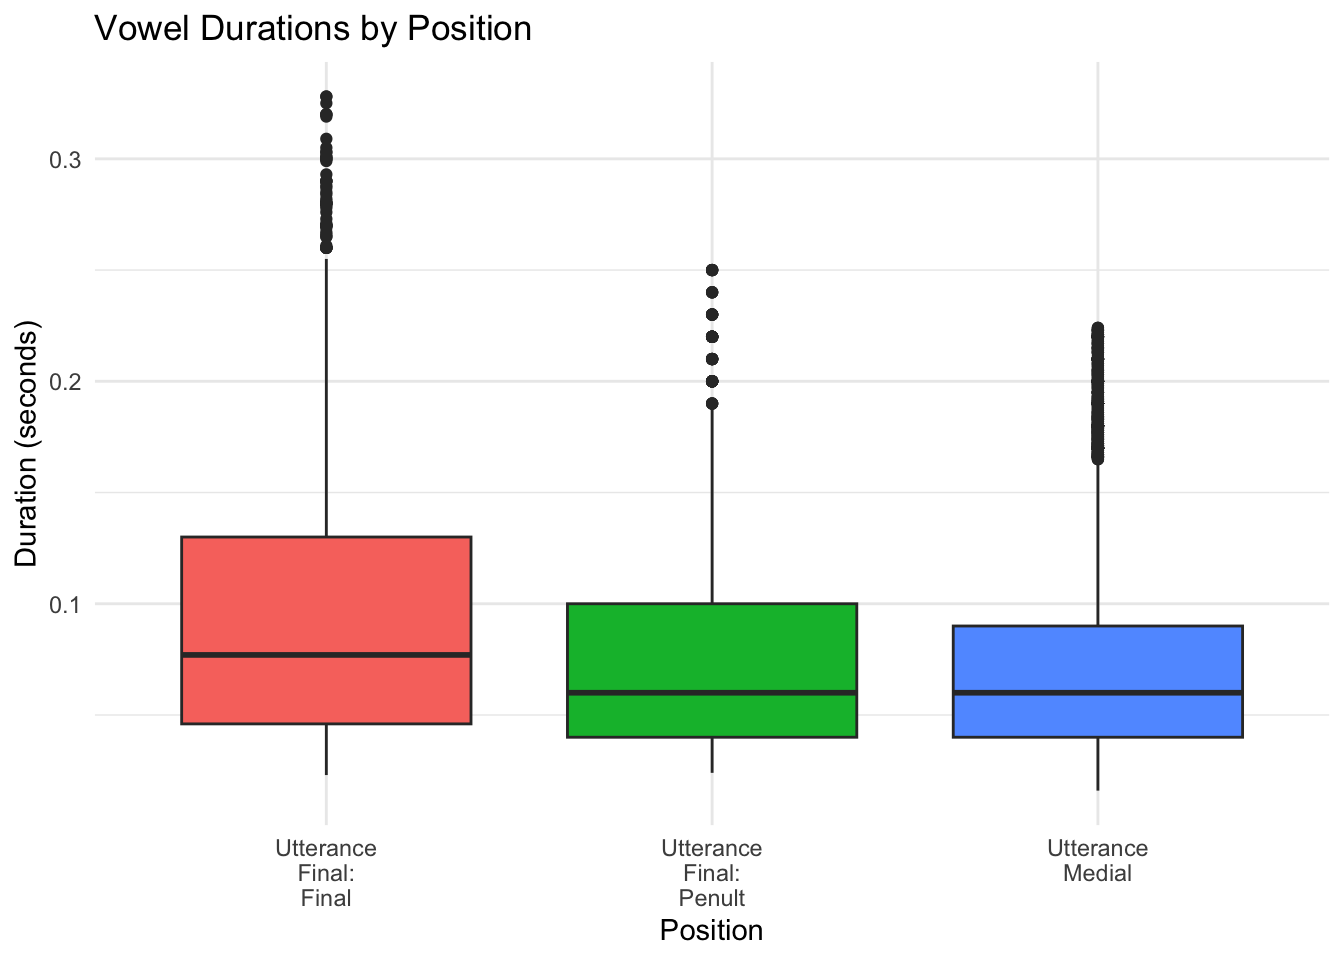 Vowel Durations by Position
Duration (seconds)
0.3
0.2
0.1
Utterance
Final:
Final
Utterance
Final:
Penult
Utterance
Medial
Position